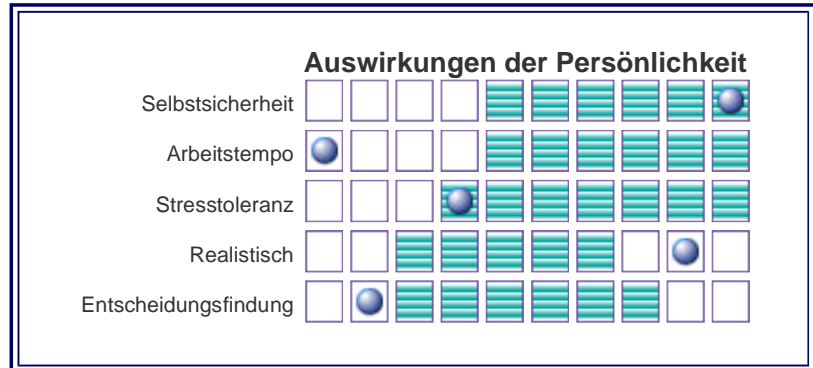 Auswirkungen der Persönlichkeit
Selbstsicherheit
Arbeitstempo
Stresstoleranz
Realistisch
Entscheidungsfindung